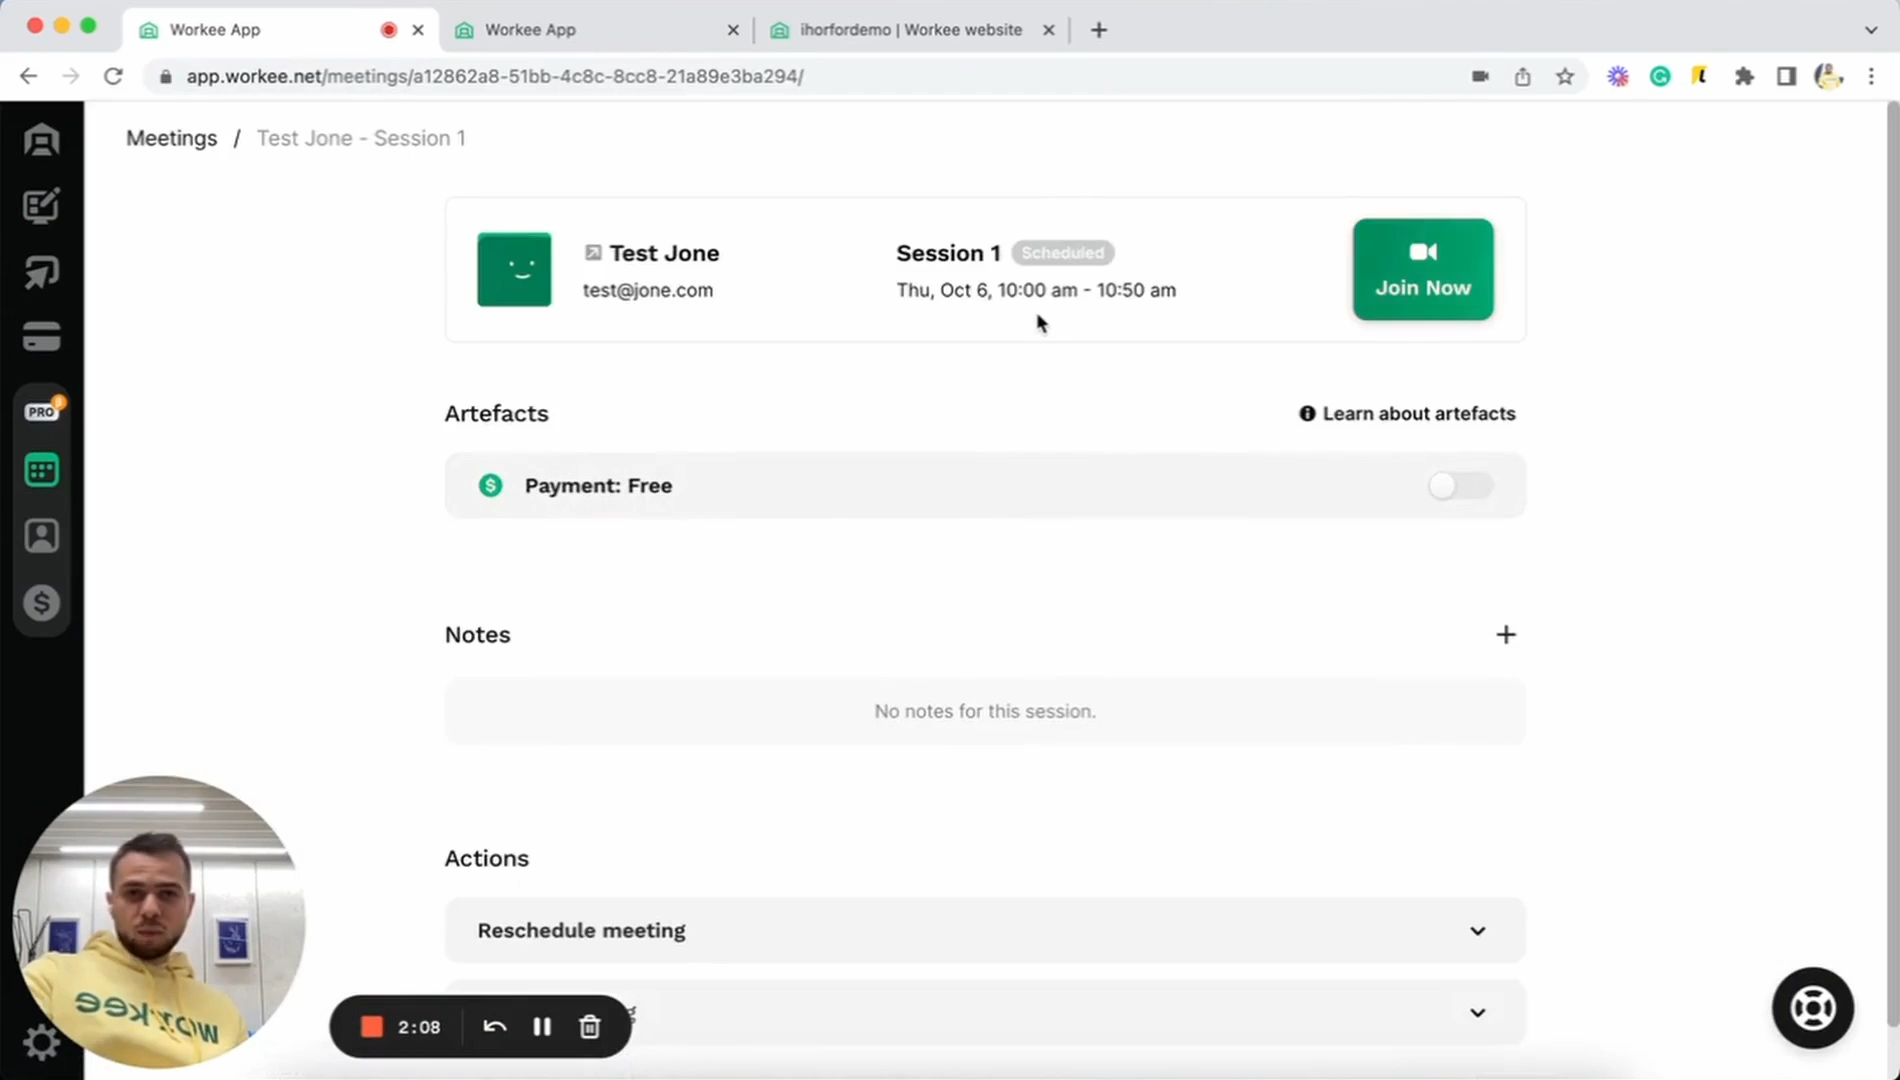 Workee App
Workee App
ihorfordemo | Workee website
app.workee.net/meetings/a12862a8-51bb-4c8c-8cc8-21a89e3ba294/
Meetings / Test Jone - Session 1
Test Jone
test@jone.com
Session 1 Scheduled
Thu, Oct 6, 10:00 am - 10:50 am
Join Now
PRO
Artefacts
Learn about artefacts
Payment: Free
Notes
No notes for this session.
Actions
Reschedule meeting
workee
2:08